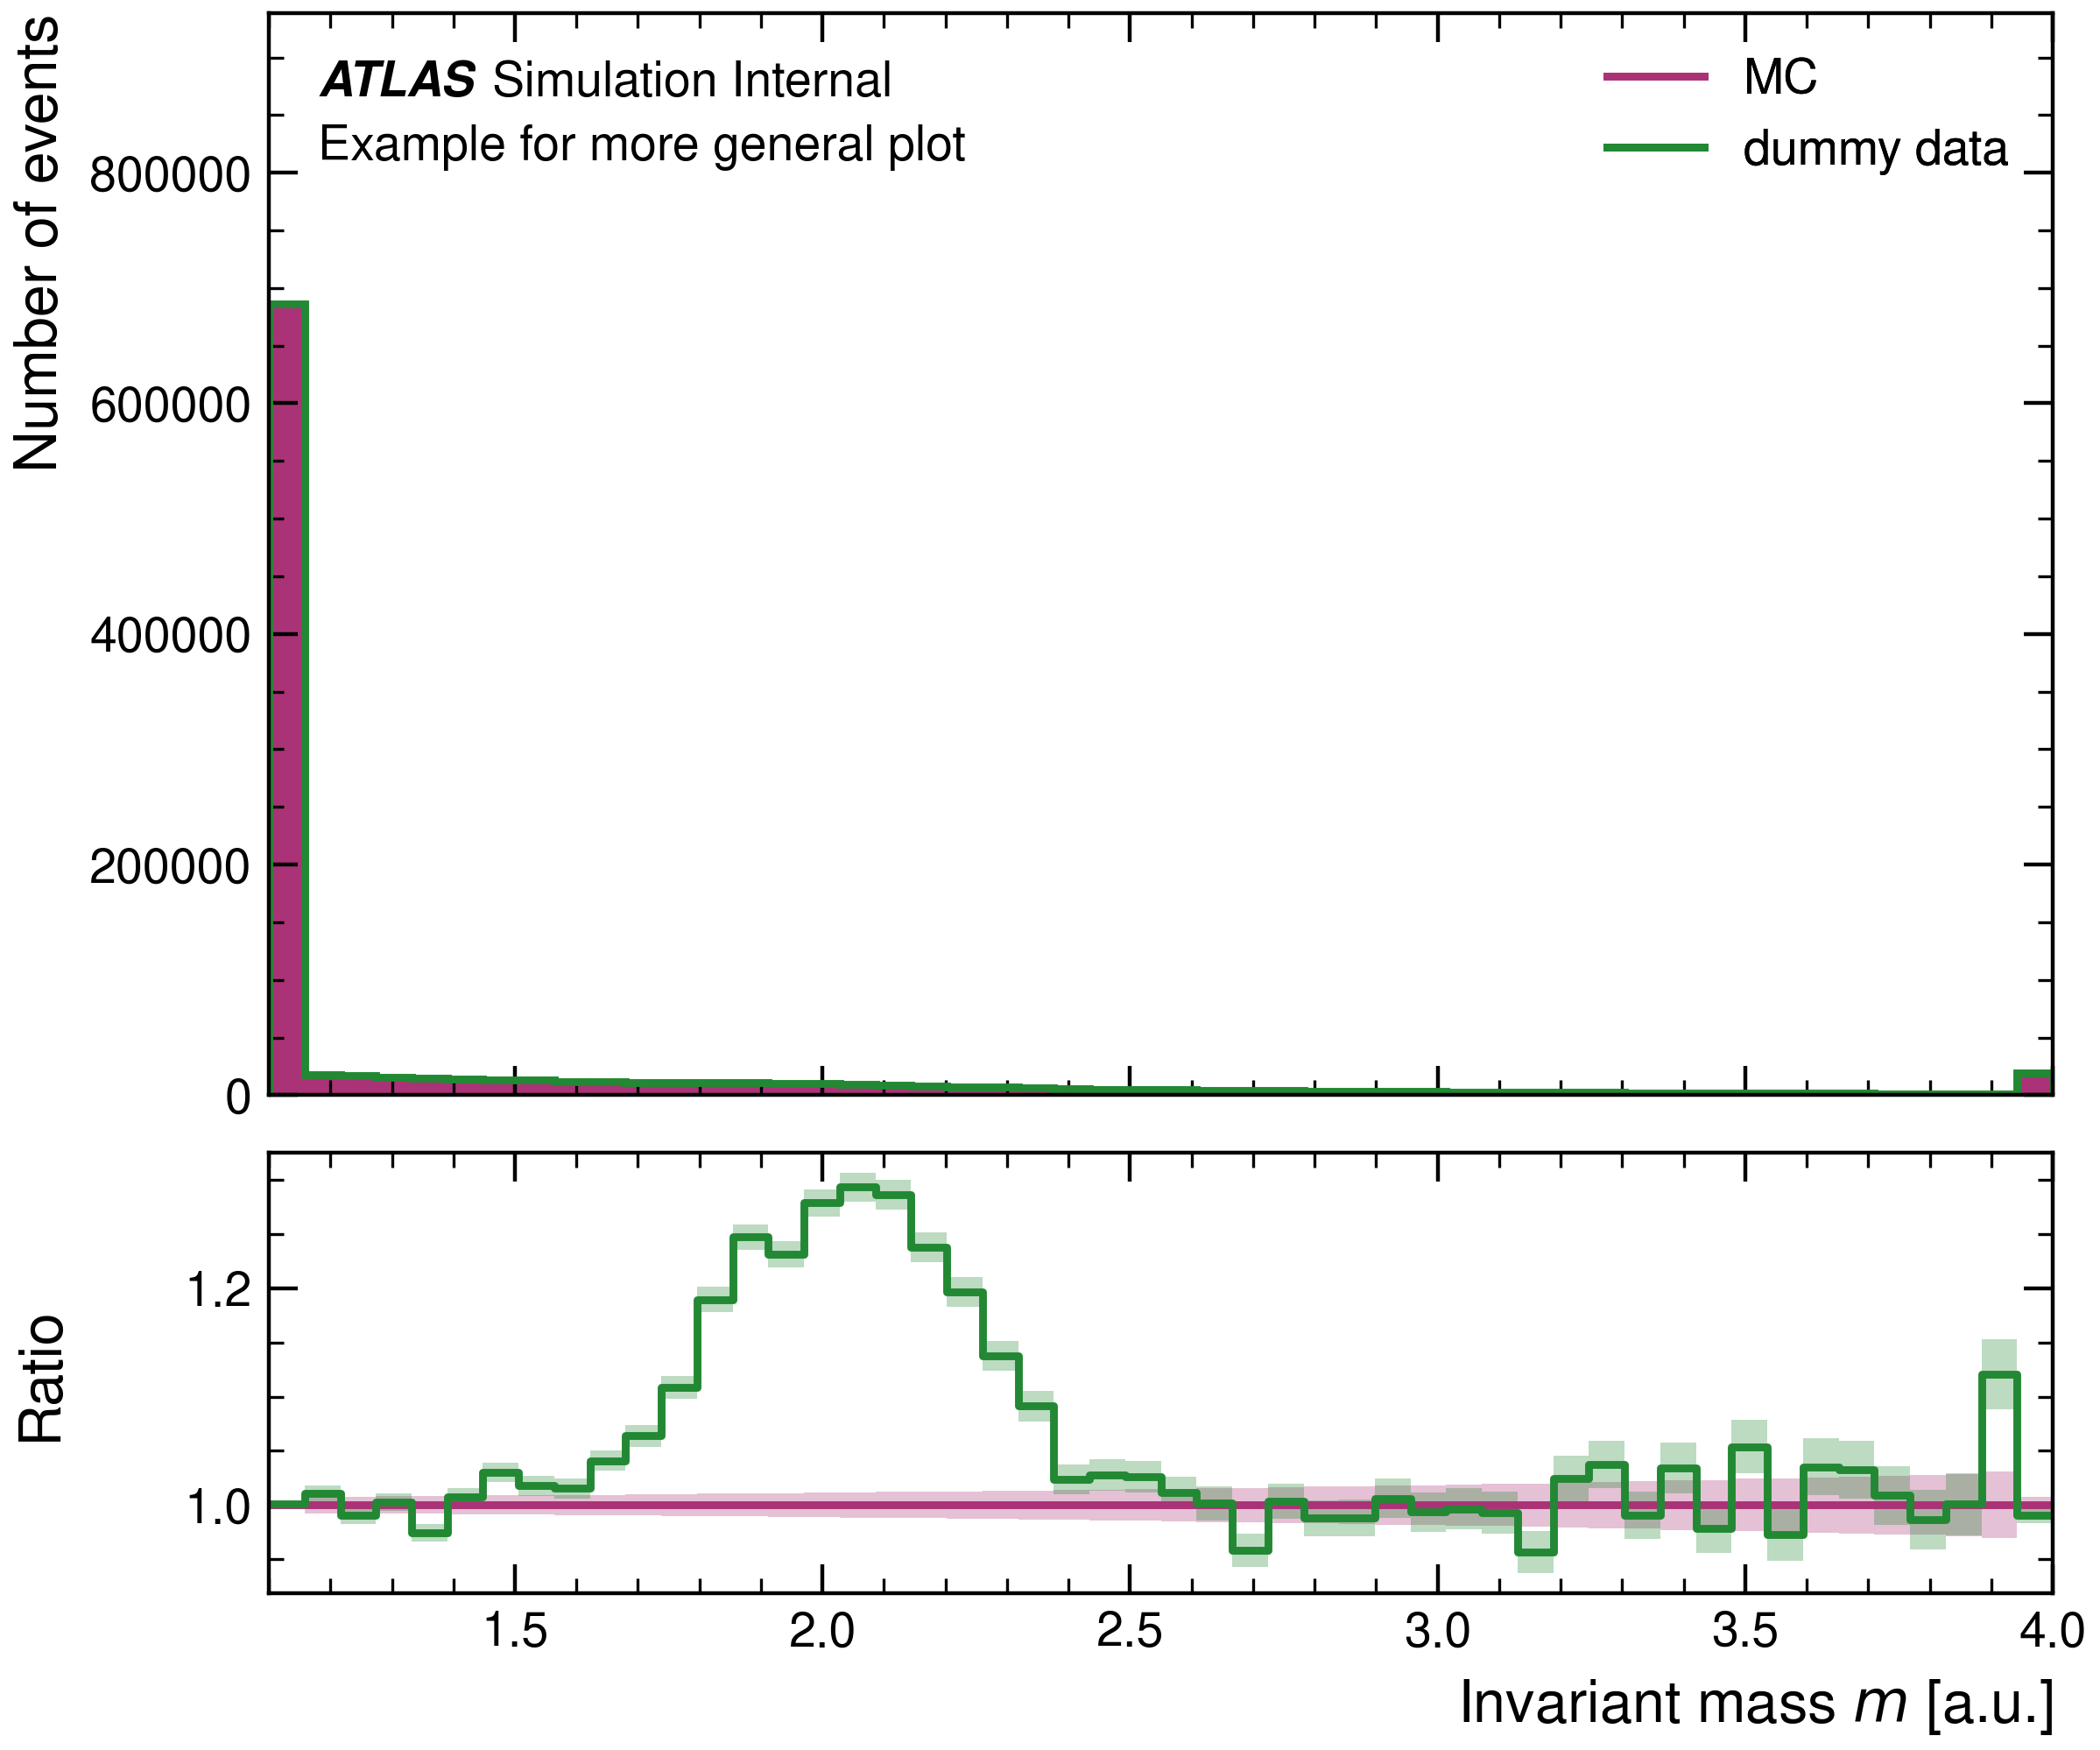 Number of events
ATLAS Simulation Internal
Example for more general plot
MC
dummy data
800000
600000
400000
200000
0
Ratio
1.2
1.0
1.5 2.0 2.5 3.0 3.5 4.0
Invariant mass m [a.u.]